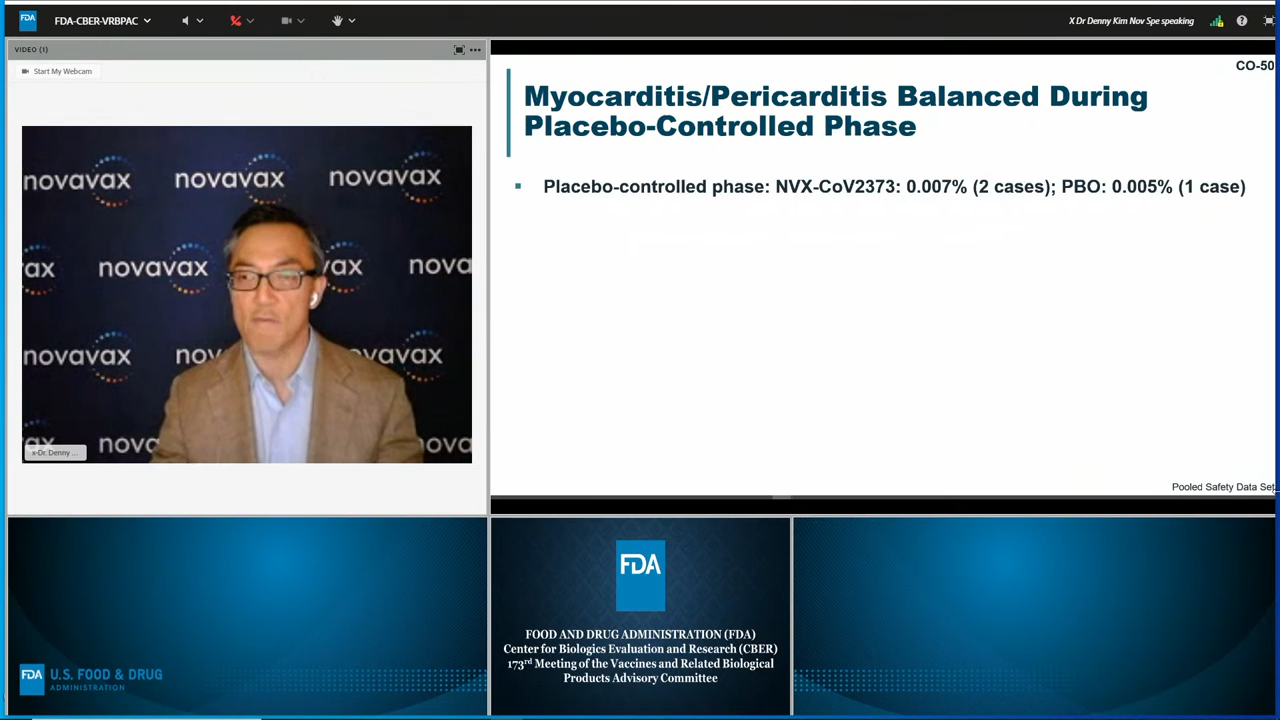 FDA
FDA-CBER-VRBPAC
X Dr Denny Kim Nov Spe speaking
VIDEO (1)
Start My Webcam
novavax
novavax
novavax
novavax
novavax
x-Dr. Denny ...
CO-50
Myocarditis/Pericarditis Balanced During
Placebo-Controlled Phase
Placebo-controlled phase: NVX-CoV2373: 0.007% (2 cases); PBO: 0.005% (1 case)
Pooled Safety Data Set
FDA
FOOD AND DRUG ADMINISTRATION (FDA)
Center for Biologics Evaluation and Research (CBER)
173rd Meeting of the Vaccines and Related Biological
Products Advisory Committee
FDA U.S. FOOD & DRUG
ADMINISTRATION